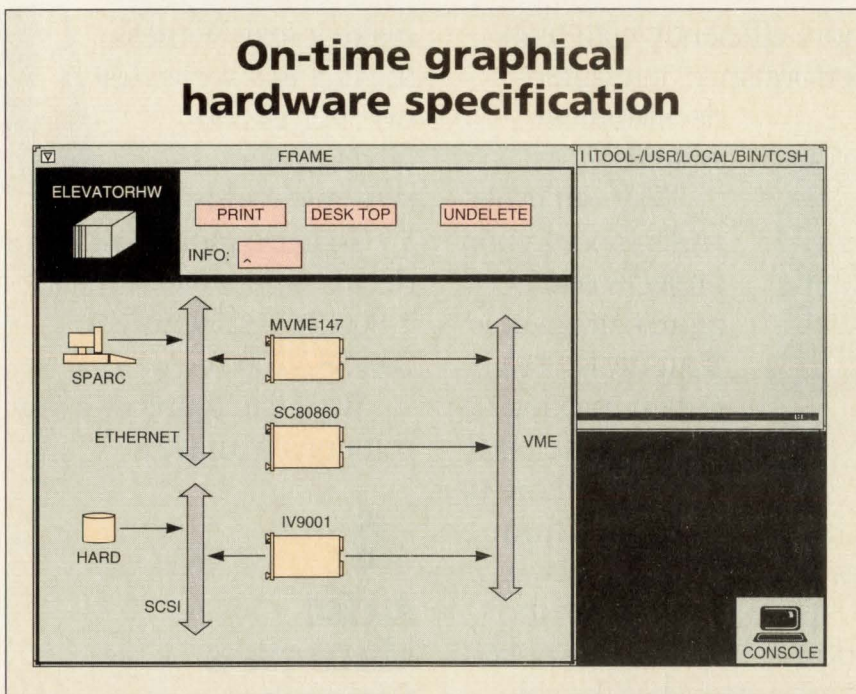 On-time graphical
hardware specification
FRAME
I ITOOL-/USR/LOCAL/BIN/TCSH
ELEVATORHW
PRINT
DESK TOP
UNDELETE
INFO: ^
MVME147
SPARC
SC80860
ETHERNET
VME
IV9001
HARD
SCSI
CONSOLE